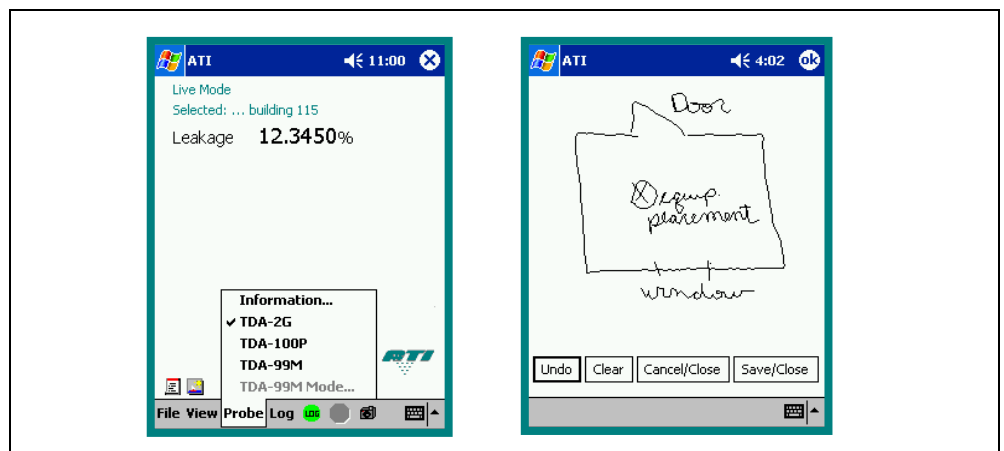 ATI 11:00
Live Mode
Selected: ... building 115
Leakage 12.3450%
Information...
TDA-2G
TDA-100P
TDA-99M
TDA-99M Mode...
ATI
File View Probe Log LOG
ATI 4:02 ok
Door
X equip.
placement
window
Undo Clear Cancel/Close Save/Close